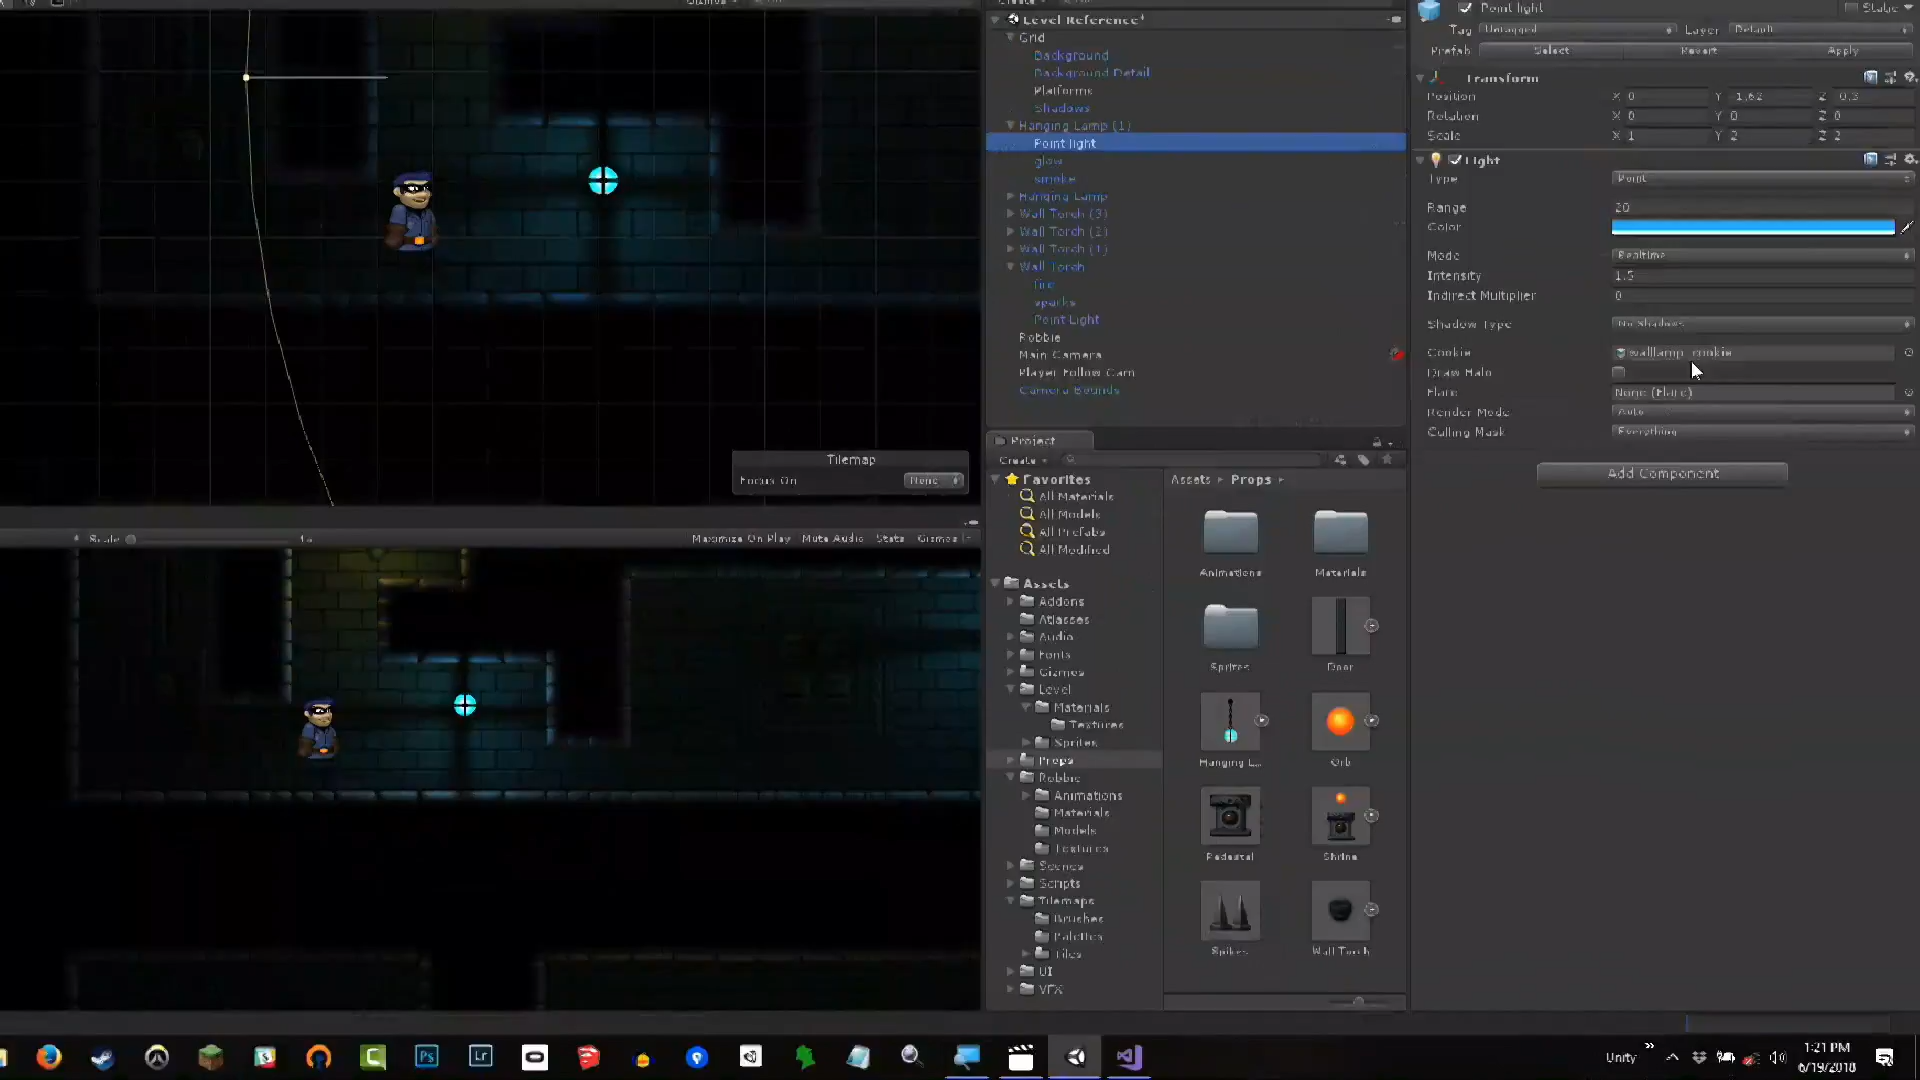 Gizmos
Tilemap
Focus On
None
Scale
1x
Maximize On Play
Mute Audio
Stats
Gizmos
Create
Level Reference*
Grid
Background
Background Detail
Platforms
Shadows
Hanging Lamp (1)
Point light
glow
smoke
Hanging Lamp
Wall Torch (3)
Wall Torch (2)
Wall Torch (1)
Wall Torch
fire
sparks
Point Light
Robbie
Main Camera
Player Follow Cam
Camera Bounds
Project
Create
Favorites
All Materials
All Models
All Prefabs
All Modified
Assets
Addons
Atlasses
Audio
Fonts
Gizmos
Level
Materials
Textures
Sprites
Props
Robbie
Animations
Materials
Models
Textures
Scenes
Scripts
Tilemaps
Brushes
Palettes
Tiles
UI
VFX
Assets
Props
Animations
Materials
Sprites
Door
Hanging L...
Orb
Pedestal
Shrine
Spikes
Wall Torch
Point light
Static
Tag Untagged Layer Default
Prefab Select Revert Apply
Transform
Position X 0 Y -1.62 Z -0.3
Rotation X 0 Y 0 Z 0
Scale X 1 Y 2 Z 2
Light
Type Point
Range 20
Color
Mode Realtime
Intensity 1.5
Indirect Multiplier 0
Shadow Type No Shadows
Cookie walllamp_cookie
Draw Halo
Flare None (Flare)
Render Mode Auto
Culling Mask Everything
Add Component
Ps
Lr
Unity
1:21 PM
6/19/2018